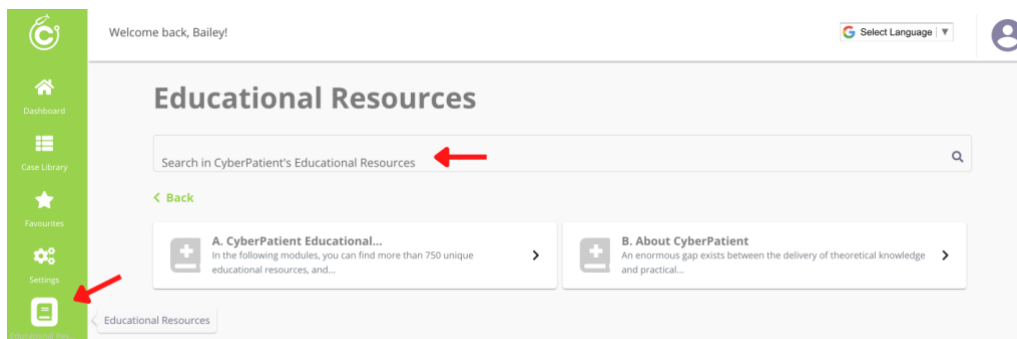 Welcome back, Bailey!
Select Language
Dashboard
Case Library
Favourites
Settings
Educational Resources
Search in CyberPatient's Educational Resources
Back
A. CyberPatient Educational...
In the following modules, you can find more than 750 unique
educational resources, and...
B. About CyberPatient
An enormous gap exists between the delivery of theoretical knowledge
and practical...
Educational Resources